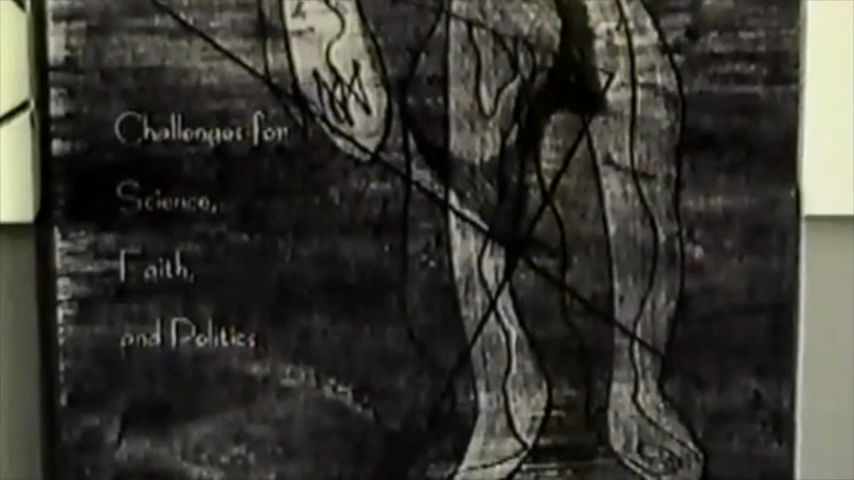 Challenges for
Science,
Faith,
and Politics